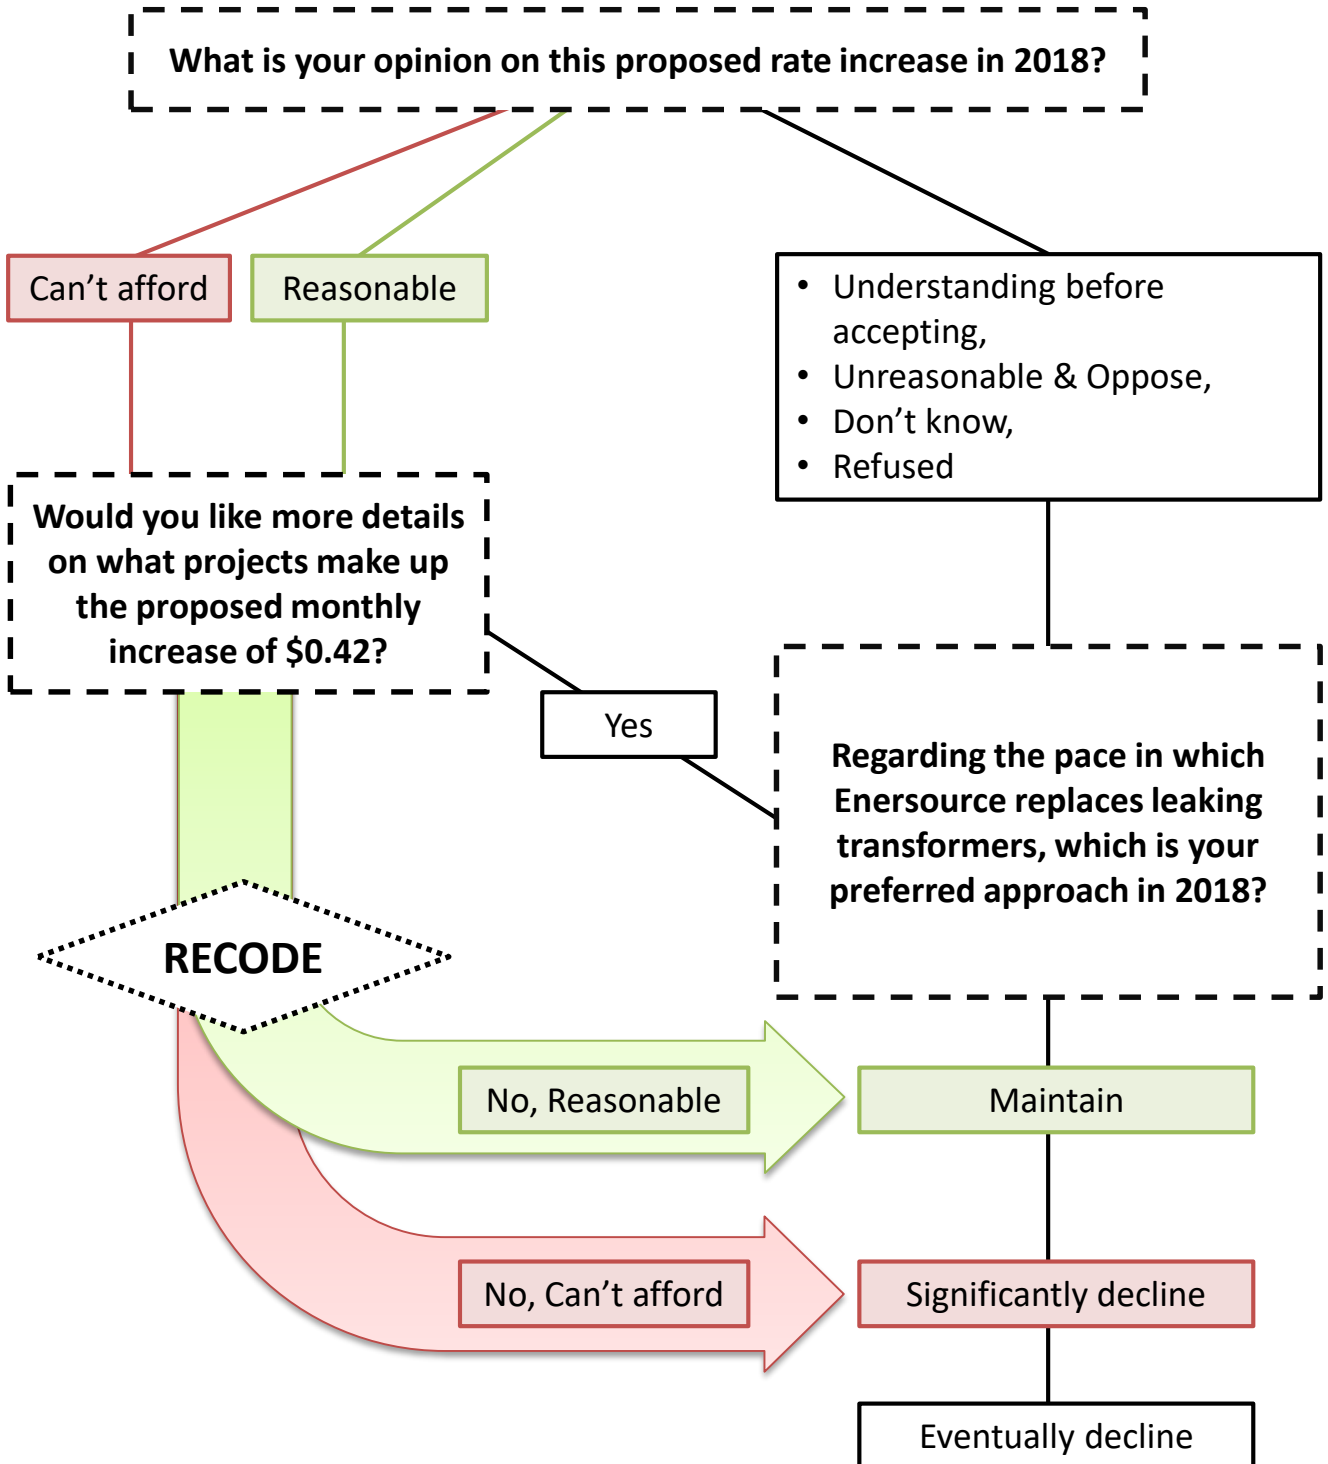 What is your opinion on this proposed rate increase in 2018?
Can’t afford
Reasonable
• Understanding before
accepting,
• Unreasonable & Oppose,
• Don’t know,
• Refused
Would you like more details
on what projects make up
the proposed monthly
increase of $0.42?
Yes
Regarding the pace in which
Enersource replaces leaking
transformers, which is your
preferred approach in 2018?
RECODE
No, Reasonable
Maintain
No, Can’t afford
Significantly decline
Eventually decline